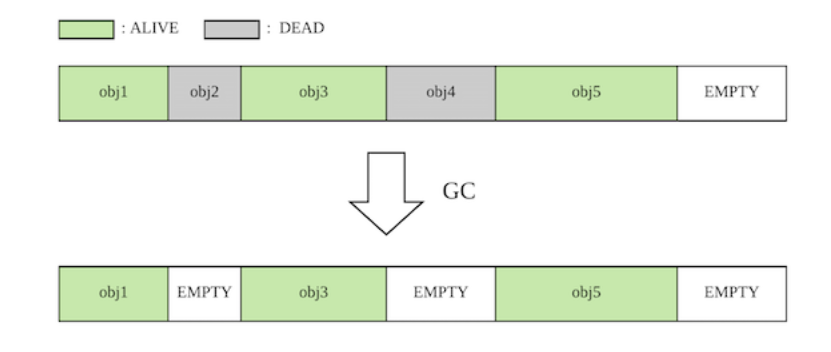 : ALIVE : DEAD
obj1 obj2 obj3 obj4 obj5 EMPTY
GC
obj1 EMPTY obj3 EMPTY obj5 EMPTY